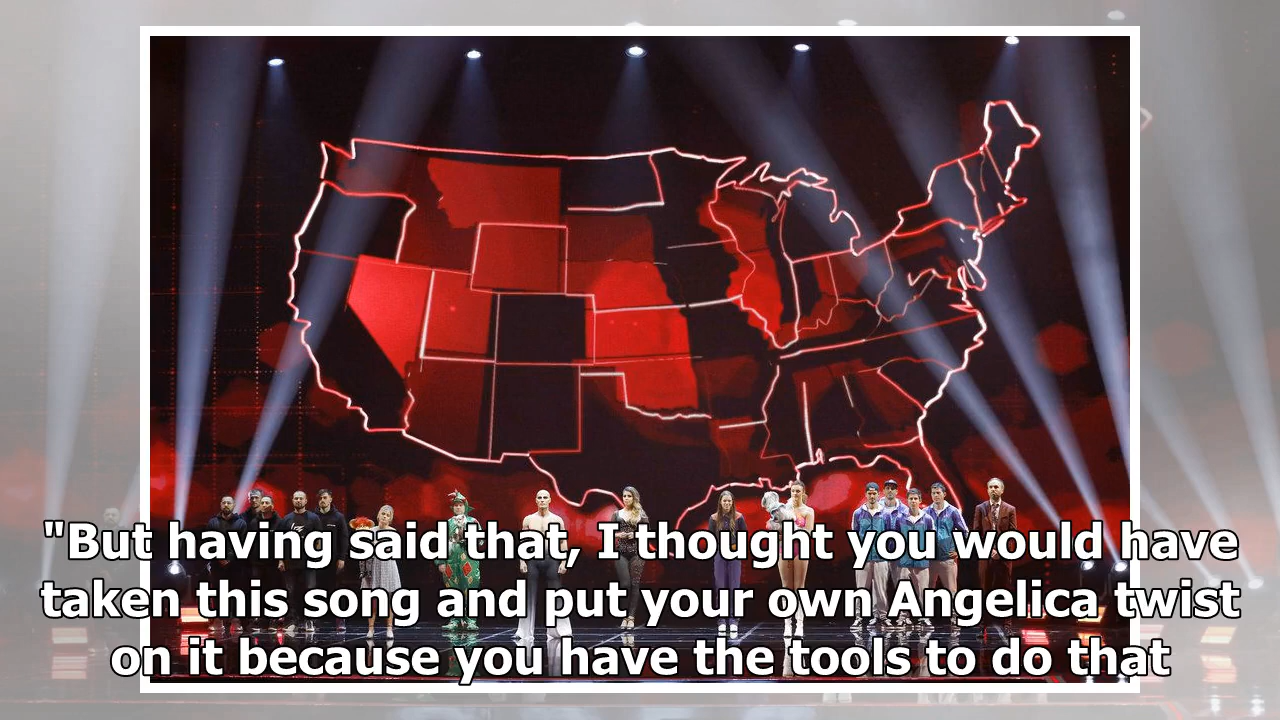 "But having said that, I thought you would have
taken this song and put your own Angelica twist
on it because you have the tools to do that